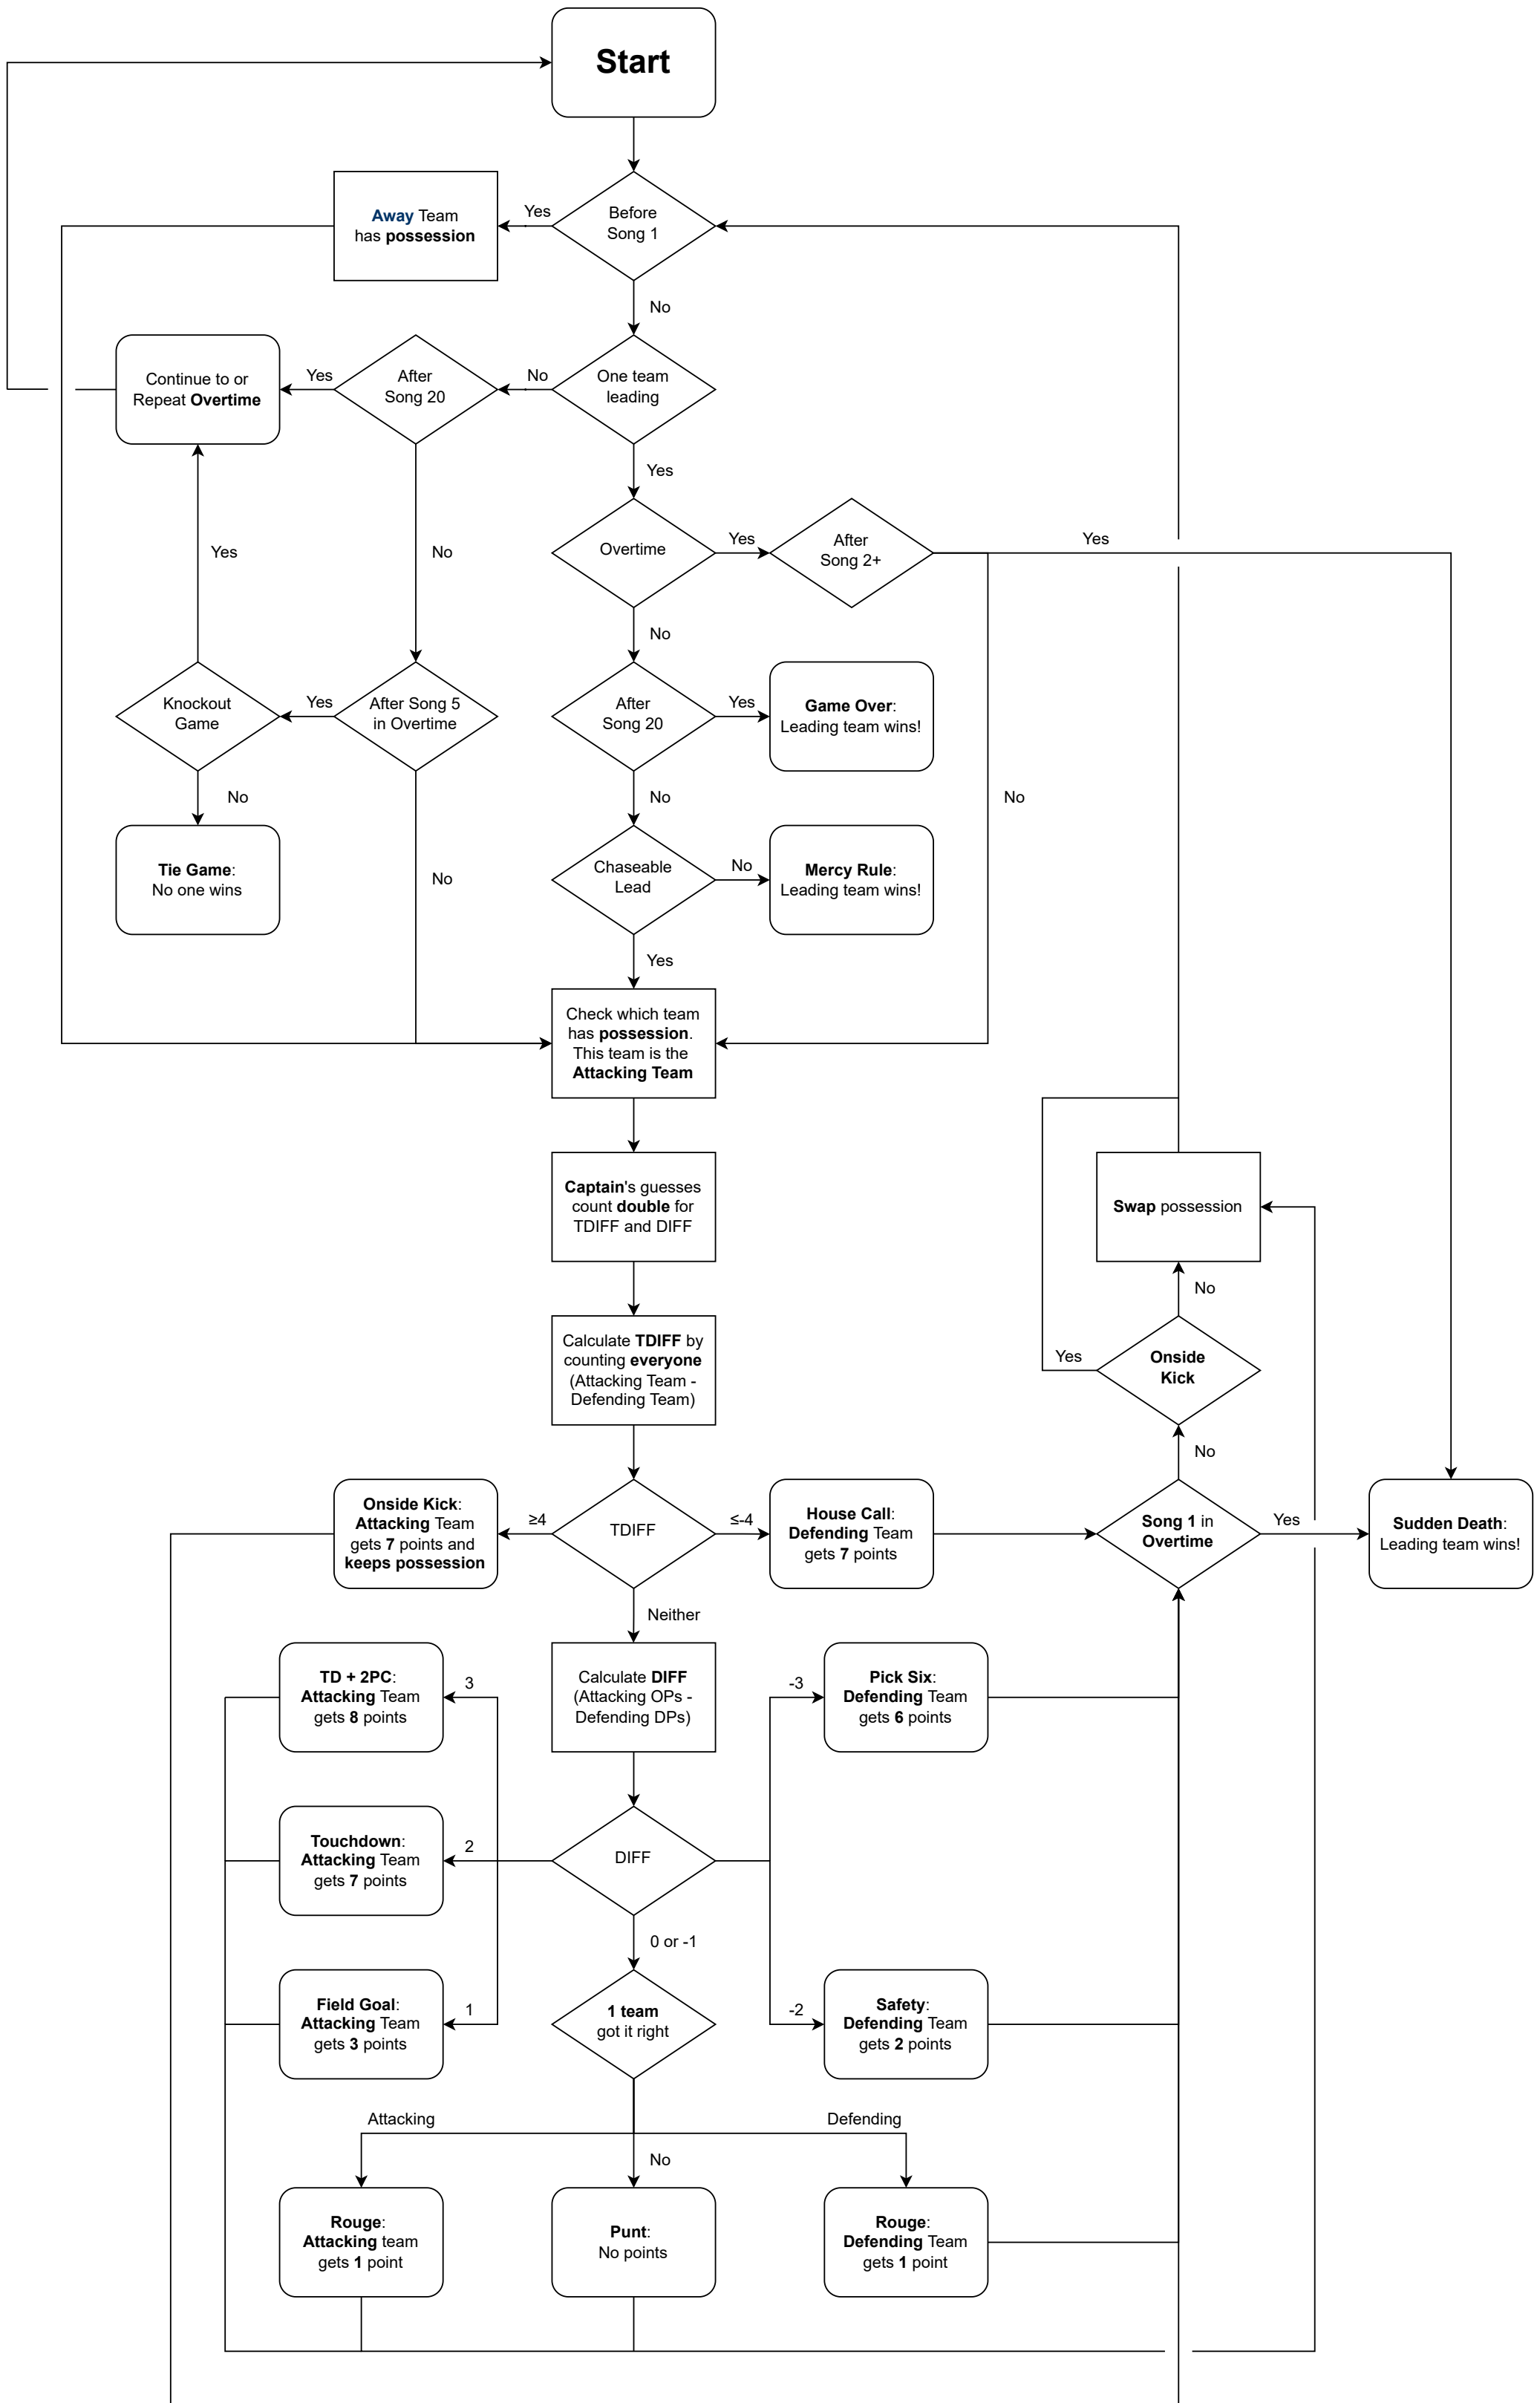 Start
Before
Song 1
Yes
Away Team
has possession
No
One team
leading
No
After
Song 20
Yes
Continue to or
Repeat Overtime
Yes
Overtime
Yes
After
Song 2+
Yes
Yes
No
No
Knockout
Game
Yes
After Song 5
in Overtime
After
Song 20
Yes
Game Over:
Leading team wins!
No
No
No
Tie Game:
No one wins
No
Chaseable
Lead
No
Mercy Rule:
Leading team wins!
Yes
Check which team
has possession.
This team is the
Attacking Team
Captain's guesses
count double for
TDIFF and DIFF
Swap possession
No
Calculate TDIFF by
counting everyone
(Attacking Team -
Defending Team)
Yes
Onside
Kick
No
Onside Kick:
Attacking Team
gets 7 points and
keeps possession
≥4
TDIFF
≤-4
House Call:
Defending Team
gets 7 points
Song 1 in
Overtime
Yes
Sudden Death:
Leading team wins!
Neither
TD + 2PC:
Attacking Team
gets 8 points
3
Calculate DIFF
(Attacking OPs -
Defending DPs)
-3
Pick Six:
Defending Team
gets 6 points
Touchdown:
Attacking Team
gets 7 points
2
DIFF
0 or -1
Field Goal:
Attacking Team
gets 3 points
1
1 team
got it right
-2
Safety:
Defending Team
gets 2 points
Attacking
Defending
No
Rouge:
Attacking team
gets 1 point
Punt:
No points
Rouge:
Defending Team
gets 1 point